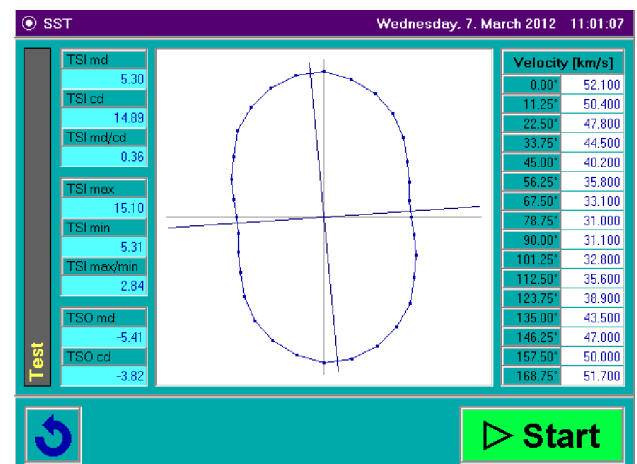 SST Wednesday, 7. March 2012 11:01:07
TSI md
5.30
TSI cd
14.89
TSI md/cd
0.36
TSI max
15.10
TSI min
5.31
TSI max/min
2.84
TSO md
-5.41
TSO cd
-3.82
Test
Velocity [km/s]
0.00° 52.100
11.25° 50.400
22.50° 47.800
33.75° 44.500
45.00° 40.200
56.25° 35.800
67.50° 33.100
78.75° 31.000
90.00° 31.100
101.25° 32.800
112.50° 35.600
123.75° 38.900
135.00° 43.500
146.25° 47.000
157.50° 50.000
168.75° 51.700
Start